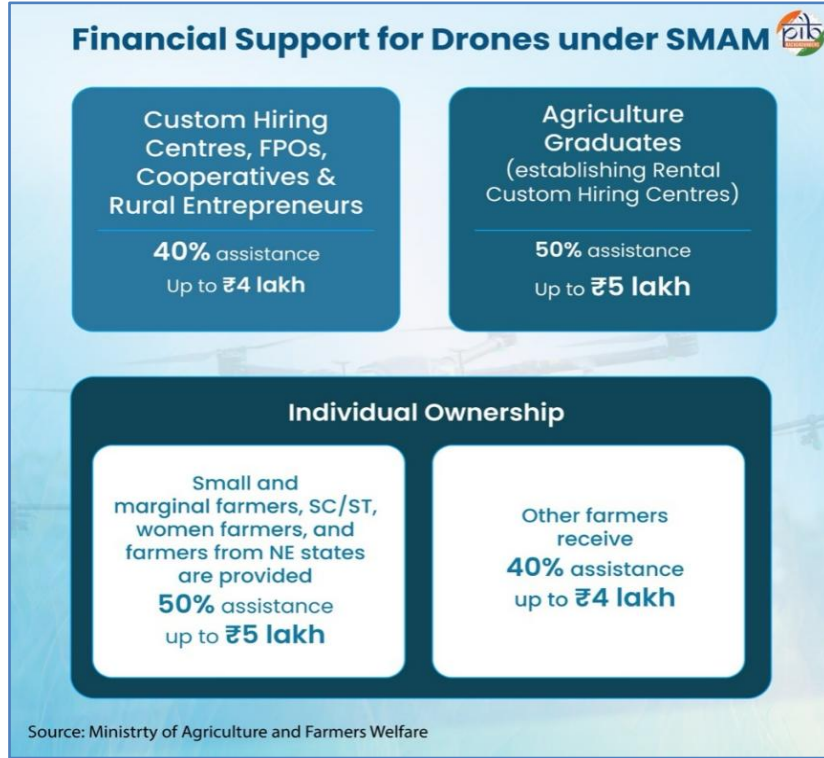 Financial Support for Drones under SMAM
pib
Custom Hiring
Centres, FPOs,
Cooperatives &
Rural Entrepreneurs
40% assistance
Up to ₹4 lakh
Agriculture
Graduates
(establishing Rental
Custom Hiring Centres)
50% assistance
Up to ₹5 lakh
Individual Ownership
Small and
marginal farmers, SC/ST,
women farmers, and
farmers from NE states
are provided
50% assistance
up to ₹5 lakh
Other farmers
receive
40% assistance
up to ₹4 lakh
Source: Ministrty of Agriculture and Farmers Welfare